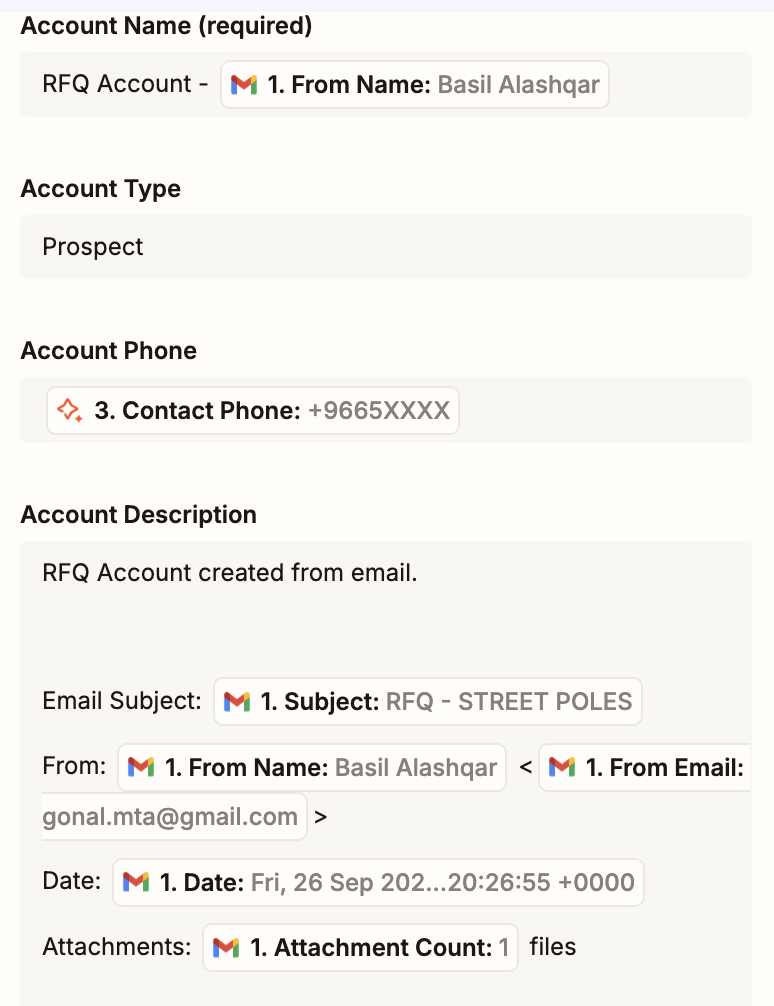 Account Name (required)
RFQ Account - 1. From Name: Basil Alashqar
Account Type
Prospect
Account Phone
3. Contact Phone: +9665XXXX
Account Description
RFQ Account created from email.
Email Subject: 1. Subject: RFQ - STREET POLES
From: 1. From Name: Basil Alashqar < 1. From Email:
gonal.mta@gmail.com >
Date: 1. Date: Fri, 26 Sep 202...20:26:55 +0000
Attachments: 1. Attachment Count: 1 files